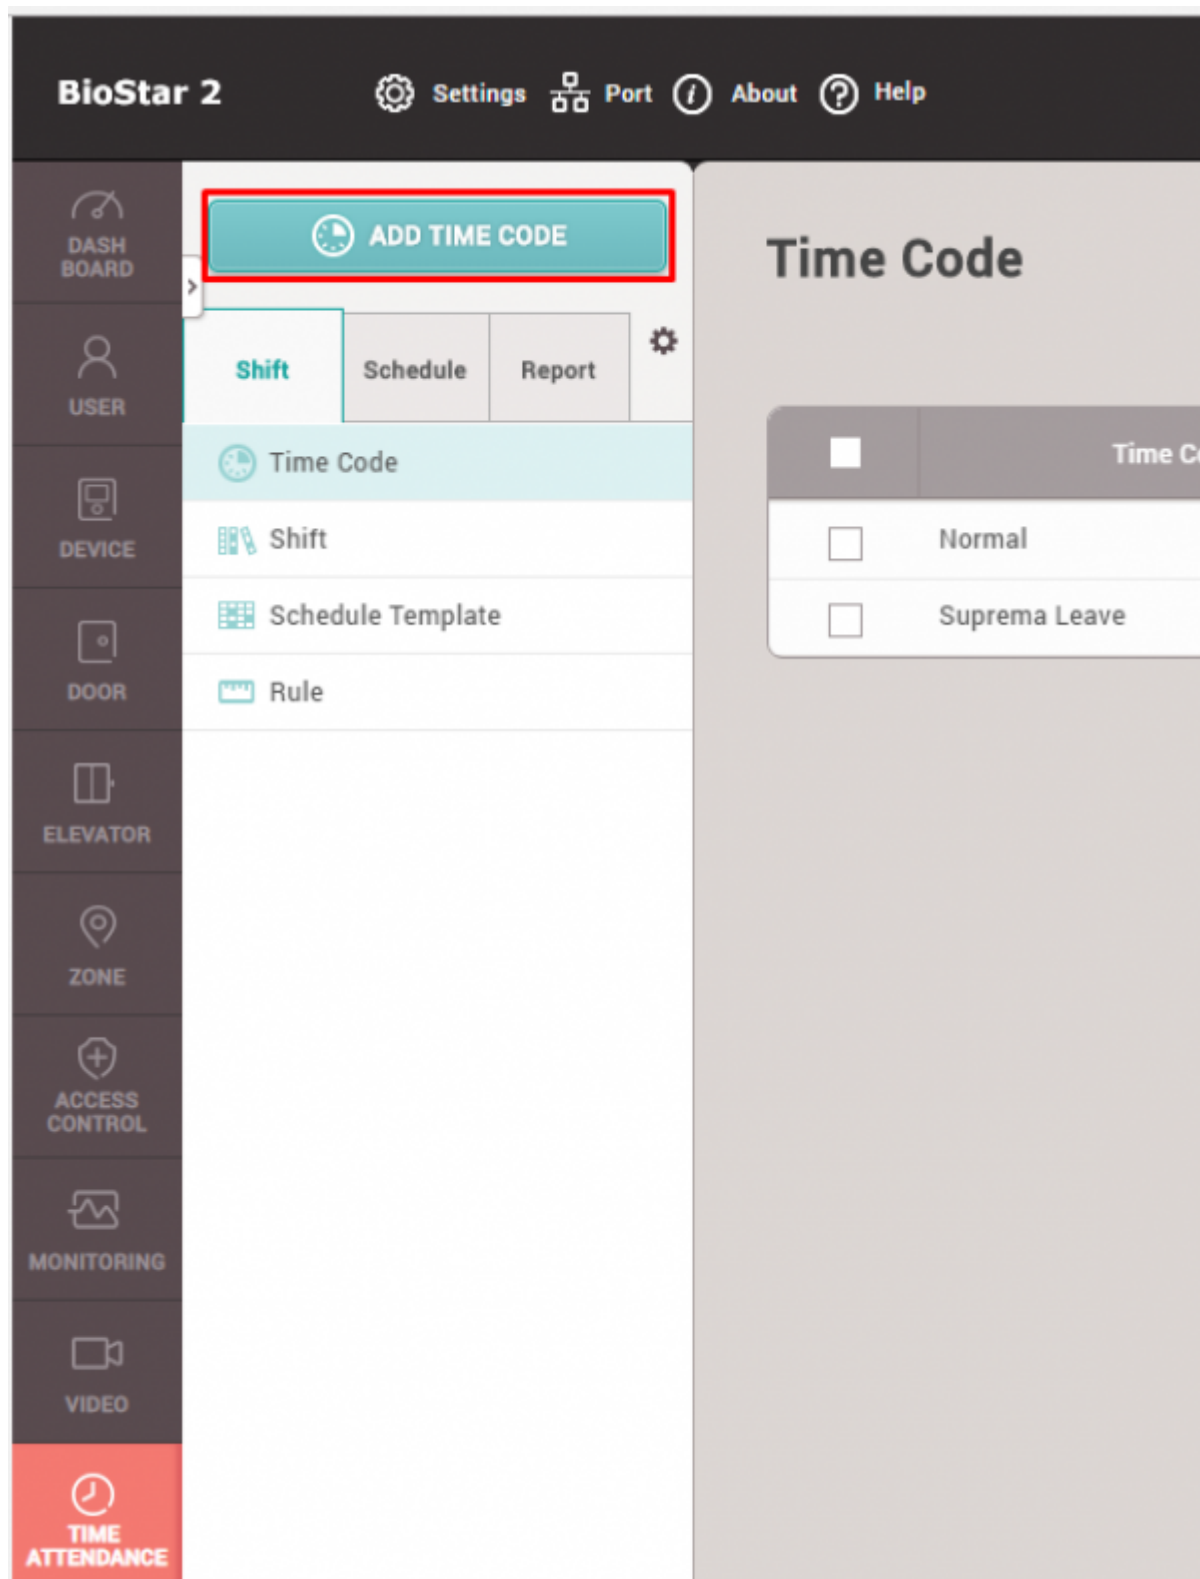 BioStar 2
Settings
Port
About
Help
DASH
BOARD
USER
DEVICE
DOOR
ELEVATOR
ZONE
ACCESS
CONTROL
MONITORING
VIDEO
TIME
ATTENDANCE
ADD TIME CODE
Shift
Schedule
Report
Time Code
Shift
Schedule Template
Rule
Time Code
Time
Normal
Suprema Leave